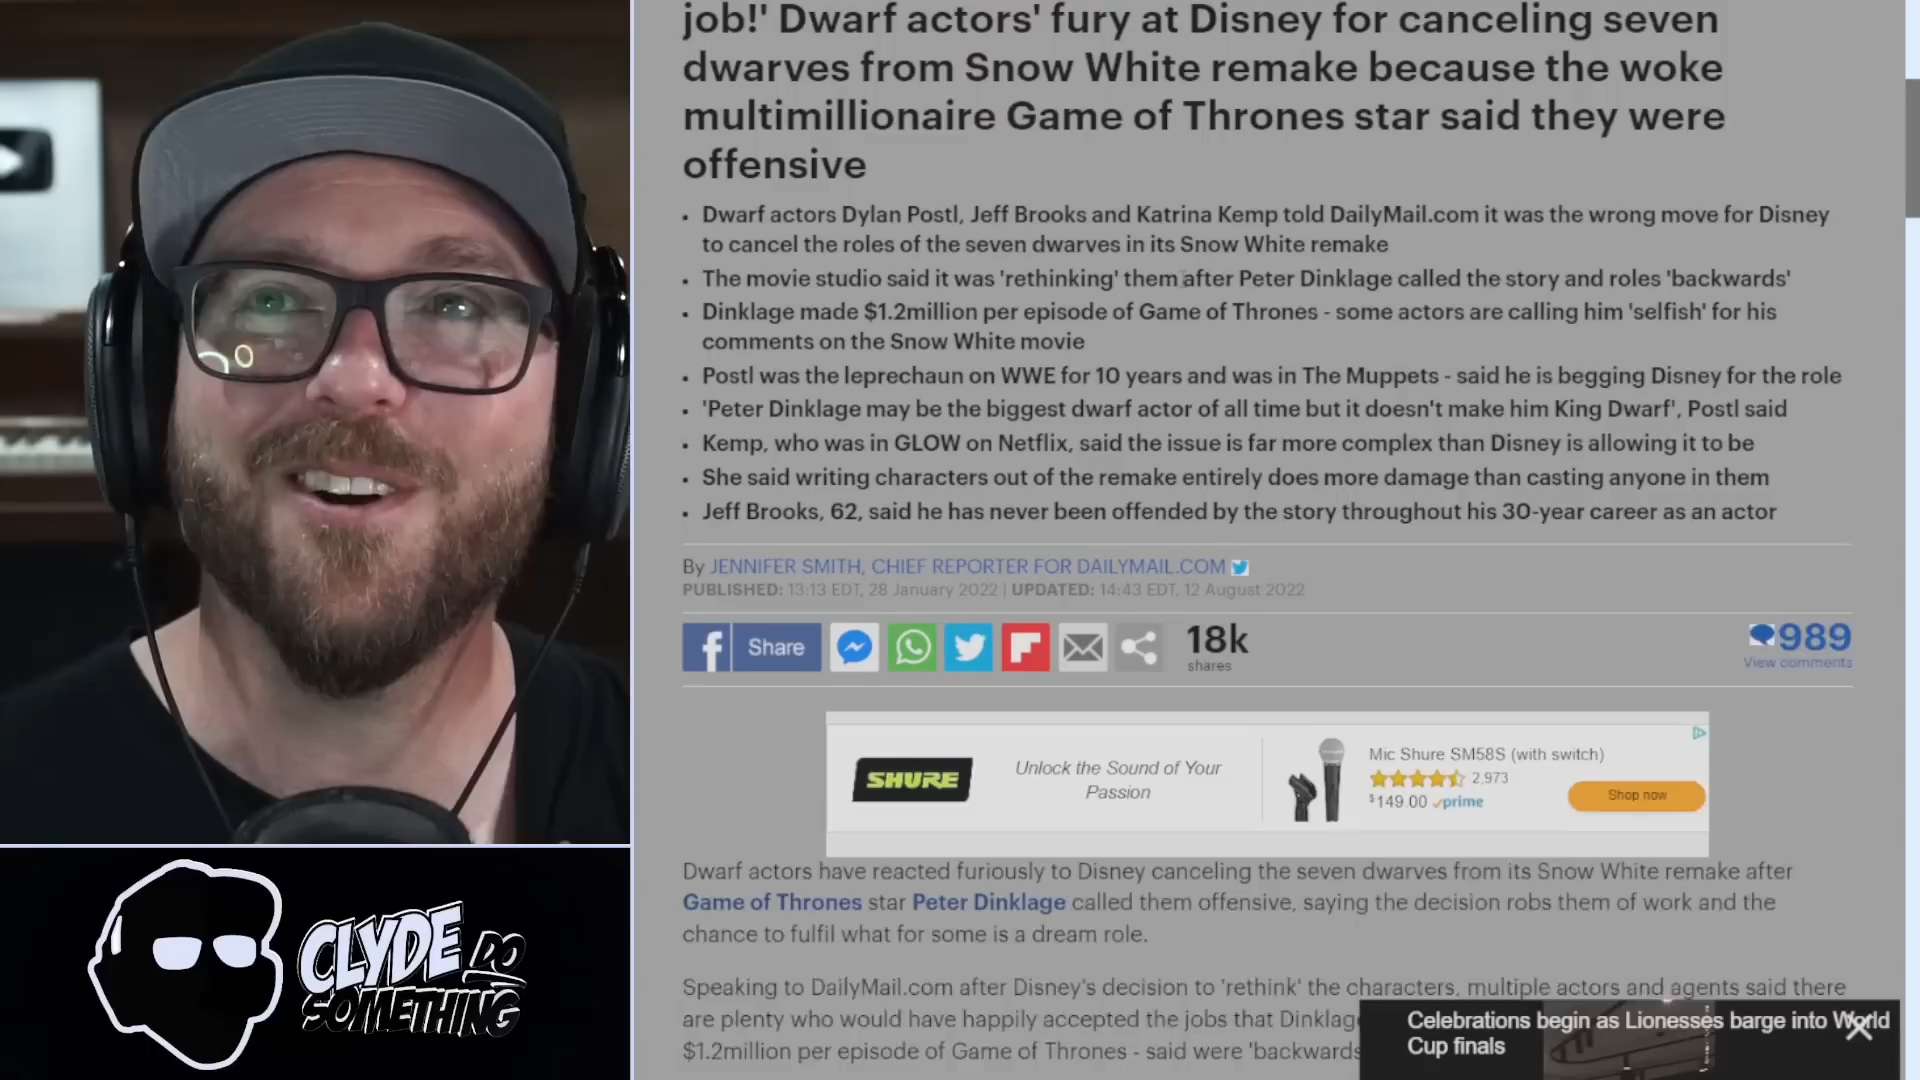 job!' Dwarf actors' fury at Disney for canceling seven
dwarves from Snow White remake because the woke
multimillionaire Game of Thrones star said they were
offensive
Dwarf actors Dylan Postl, Jeff Brooks and Katrina Kemp told DailyMail.com it was the wrong move for Disney
to cancel the roles of the seven dwarves in its Snow White remake
The movie studio said it was 'rethinking' them after Peter Dinklage called the story and roles 'backwards'
Dinklage made $1.2million per episode of Game of Thrones - some actors are calling him 'selfish' for his
comments on the Snow White movie
Postl was the leprechaun on WWE for 10 years and was in The Muppets - said he is begging Disney for the role
'Peter Dinklage may be the biggest dwarf actor of all time but it doesn't make him King Dwarf', Postl said
Kemp, who was in GLOW on Netflix, said the issue is far more complex than Disney is allowing it to be
She said writing characters out of the remake entirely does more damage than casting anyone in them
Jeff Brooks, 62, said he has never been offended by the story throughout his 30-year career as an actor
By JENNIFER SMITH, CHIEF REPORTER FOR DAILYMAIL.COM
PUBLISHED: 13:13 EDT, 28 January 2022 | UPDATED: 14:43 EDT, 12 August 2022
f Share
18k
shares
989
View comments
SHURE
Unlock the Sound of Your
Passion
Mic Shure SM58S (with switch)
2,973
$149.00 prime
Shop now
Dwarf actors have reacted furiously to Disney canceling the seven dwarves from its Snow White remake after
Game of Thrones star Peter Dinklage called them offensive, saying the decision robs them of work and the
chance to fulfil what for some is a dream role.
Speaking to DailyMail.com after Disney's decision to 'rethink' the characters, multiple actors and agents said there
are plenty who would have happily accepted the jobs that Dinklag
$1.2million per episode of Game of Thrones - said were 'backwards
Celebrations begin as Lionesses barge into World
Cup finals
CLYDE DO
SOMETHING